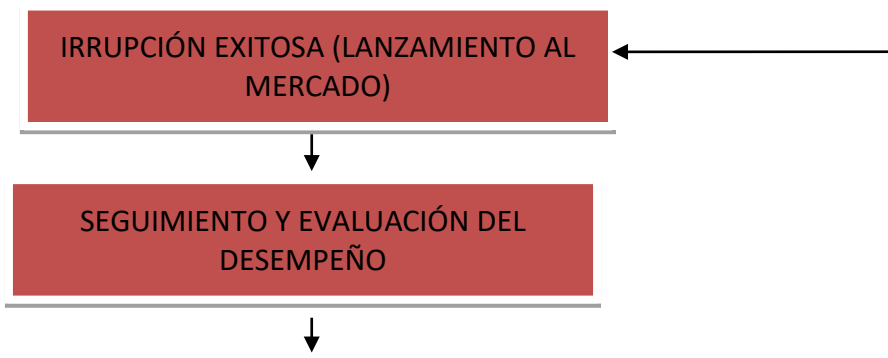 IRRUPCIÓN EXITOSA (LANZAMIENTO AL
MERCADO)
SEGUIMIENTO Y EVALUACIÓN DEL
DESEMPEÑO